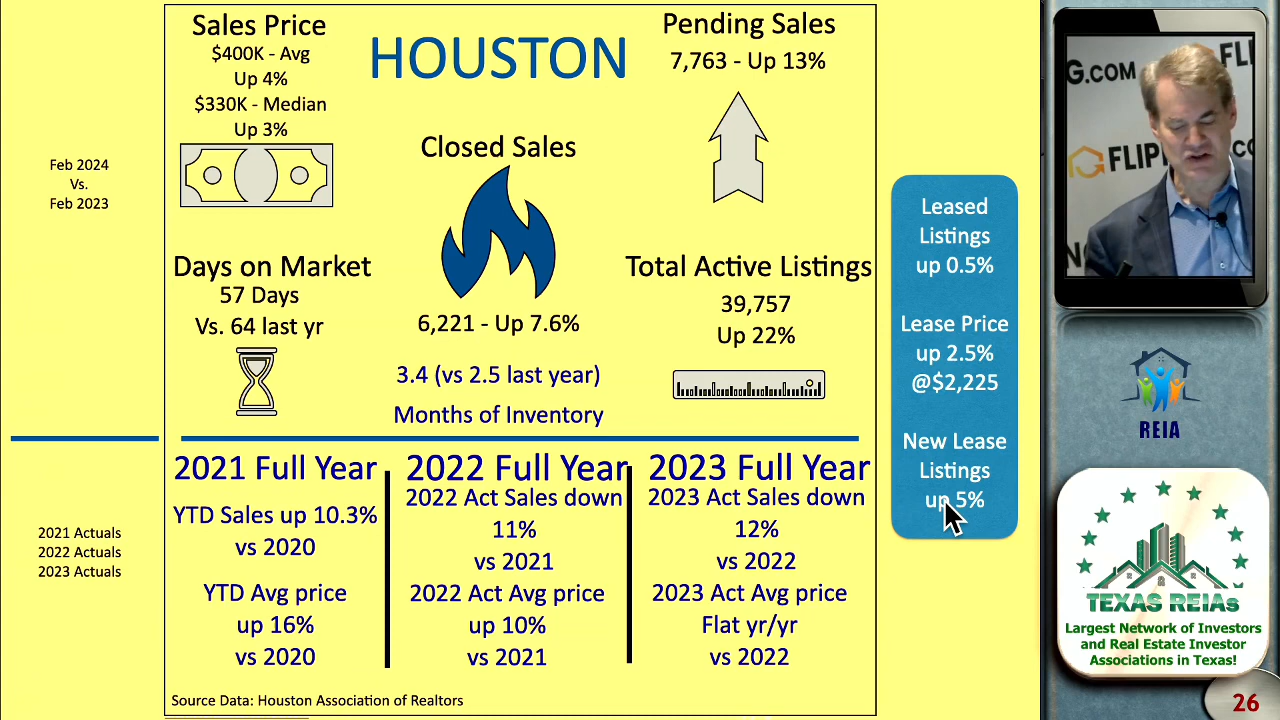 Sales Price
$400K - Avg
Up 4%
$330K - Median
Up 3%
HOUSTON
Pending Sales
7,763 - Up 13%
Feb 2024
Vs.
Feb 2023
Closed Sales
6,221 - Up 7.6%
3.4 (vs 2.5 last year)
Months of Inventory
Days on Market
57 Days
Vs. 64 last yr
Total Active Listings
39,757
Up 22%
Leased
Listings
up 0.5%
Lease Price
up 2.5%
@$2,225
New Lease
Listings
up 5%
2021 Actuals
2022 Actuals
2023 Actuals
2021 Full Year
YTD Sales up 10.3%
vs 2020
YTD Avg price
up 16%
vs 2020
2022 Full Year
2022 Act Sales down
11%
vs 2021
2022 Act Avg price
up 10%
vs 2021
2023 Full Year
2023 Act Sales down
12%
vs 2022
2023 Act Avg price
Flat yr/yr
vs 2022
Source Data: Houston Association of Realtors
G.COM
FLI
FLIP
REIA
TEXAS REIAs
Largest Network of Investors
and Real Estate Investor
Associations in Texas!
26